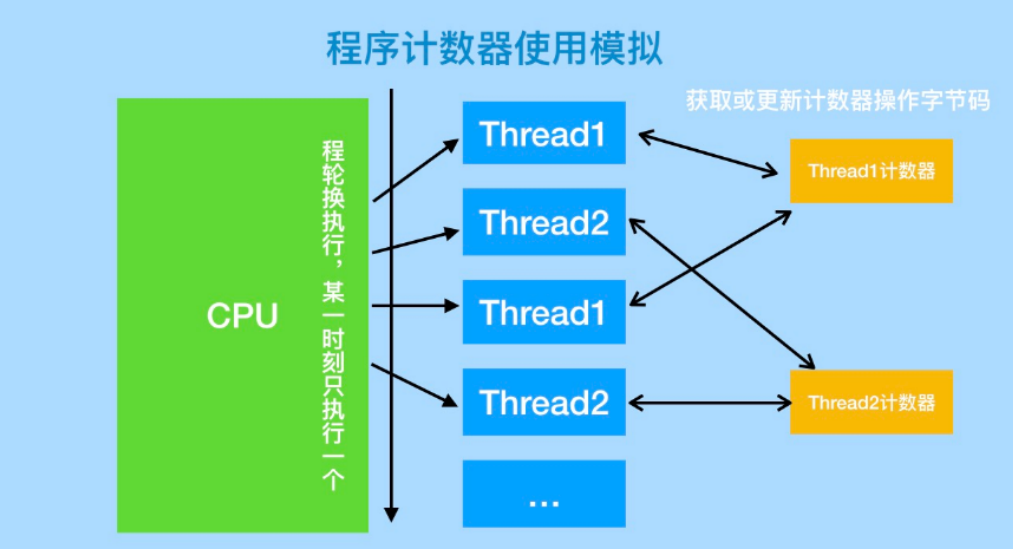 程序计数器使用模拟
获取或更新计数器操作字节码
CPU
程轮换执行，某一时刻只执行一个
Thread1
Thread2
Thread1
Thread2
...
Thread1计数器
Thread2计数器